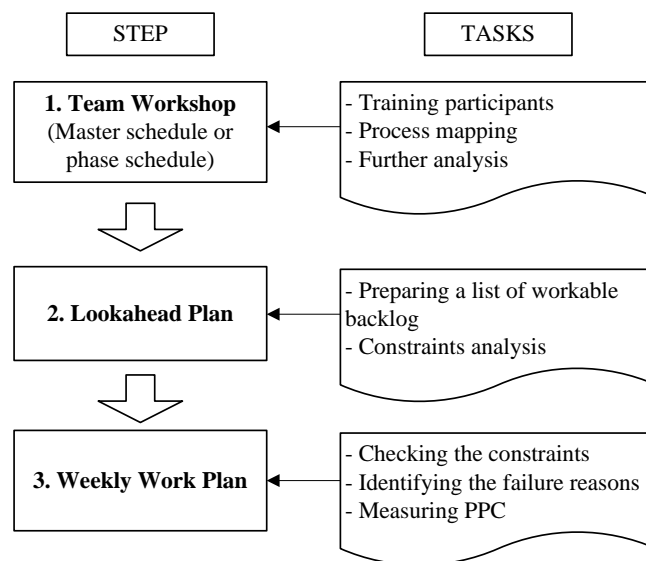 STEP
TASKS
1. Team Workshop
(Master schedule or
phase schedule)
- Training participants
- Process mapping
- Further analysis
2. Lookahead Plan
- Preparing a list of workable
backlog
- Constraints analysis
3. Weekly Work Plan
- Checking the constraints
- Identifying the failure reasons
- Measuring PPC